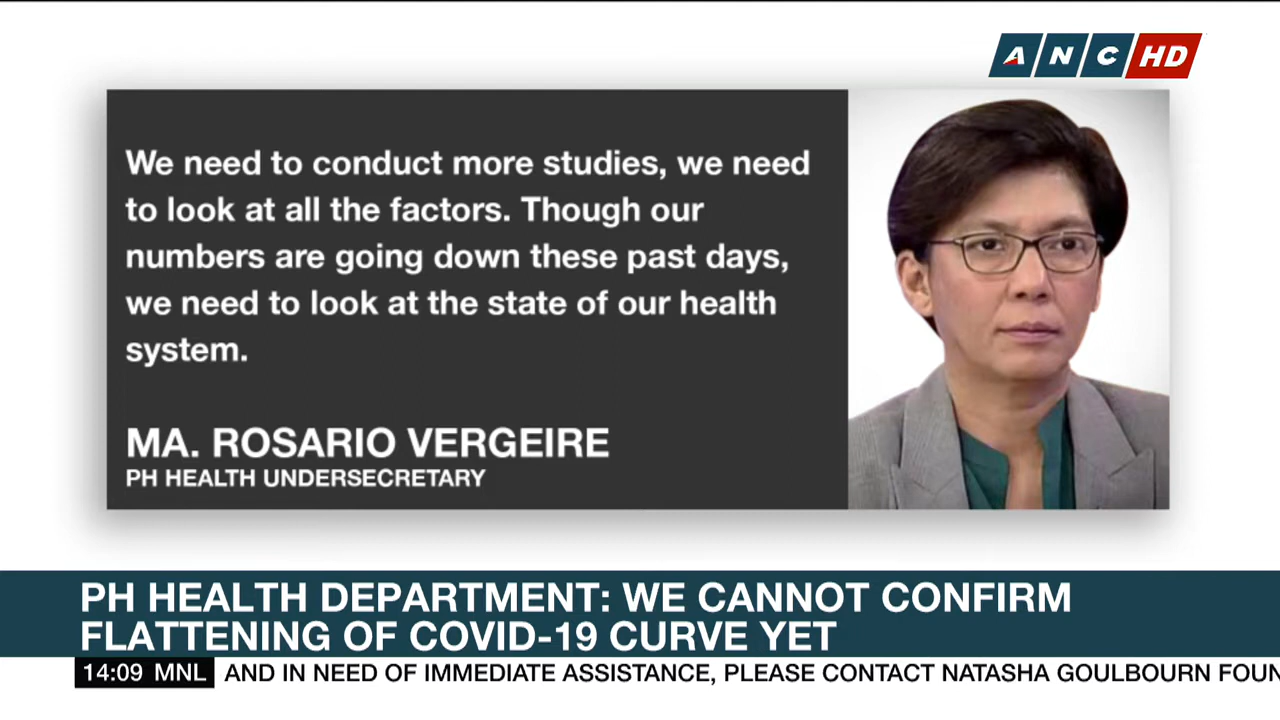 ANC HD
We need to conduct more studies, we need
to look at all the factors. Though our
numbers are going down these past days,
we need to look at the state of our health
system.
MA. ROSARIO VERGEIRE
PH HEALTH UNDERSECRETARY
PH HEALTH DEPARTMENT: WE CANNOT CONFIRM
FLATTENING OF COVID-19 CURVE YET
14:09 MNL AND IN NEED OF IMMEDIATE ASSISTANCE, PLEASE CONTACT NATASHA GOULBOURN FOUN